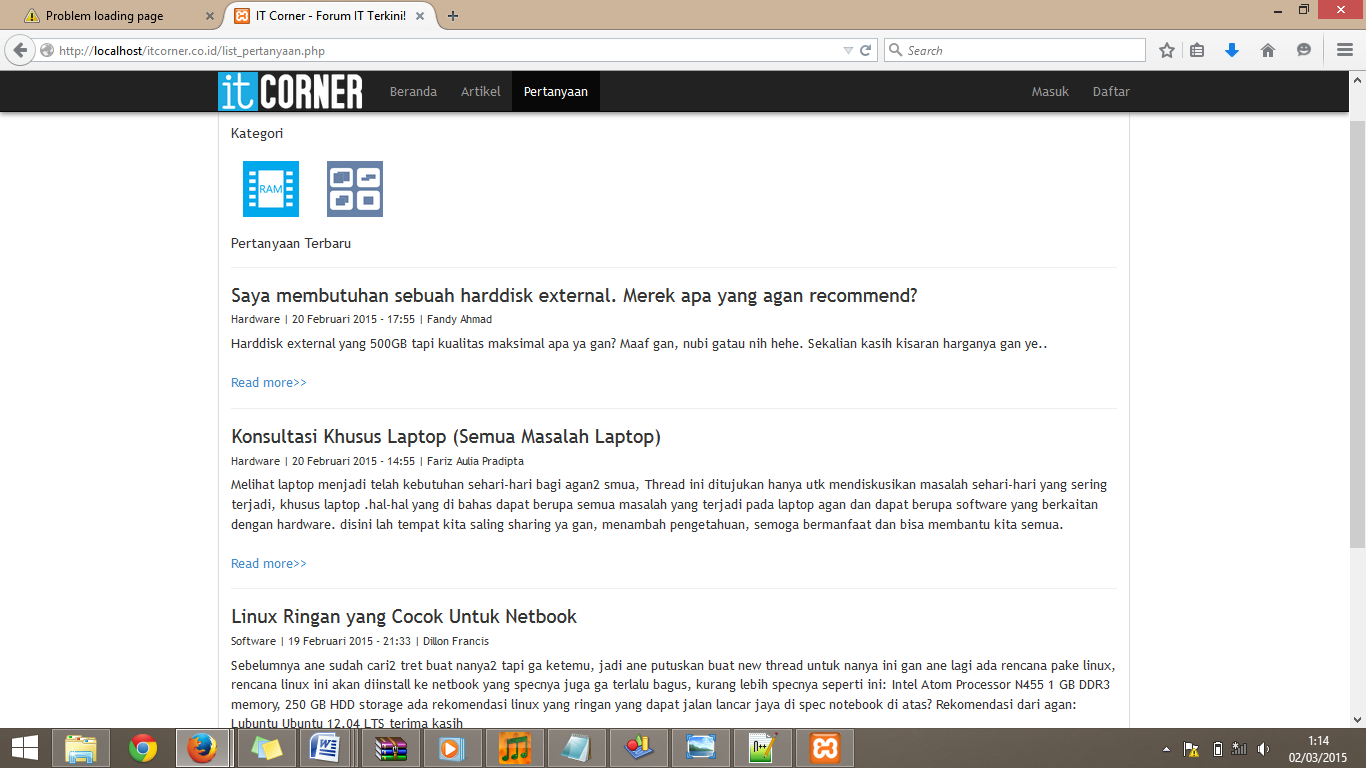 Problem loading page
IT Corner - Forum IT Terkini!
http://localhost/itcorner.co.id/list_pertanyaan.php
Search
it CORNER
Beranda
Artikel
Pertanyaan
Masuk
Daftar
Kategori
RAM
Pertanyaan Terbaru
Saya membutuhan sebuah harddisk external. Merek apa yang agan recommend?
Hardware | 20 Februari 2015 - 17:55 | Fandy Ahmad
Harddisk external yang 500GB tapi kualitas maksimal apa ya gan? Maaf gan, nubi gatau nih hehe. Sekalian kasih kisaran harganya gan ye..
Read more>>
Konsultasi Khusus Laptop (Semua Masalah Laptop)
Hardware | 20 Februari 2015 - 14:55 | Fariz Aulia Pradipta
Melihat laptop menjadi telah kebutuhan sehari-hari bagi agan2 smua, Thread ini ditujukan hanya utk mendiskusikan masalah sehari-hari yang sering
terjadi, khusus laptop .hal-hal yang di bahas dapat berupa semua masalah yang terjadi pada laptop agan dan dapat berupa software yang berkaitan
dengan hardware. disini lah tempat kita saling sharing ya gan, menambah pengetahuan, semoga bermanfaat dan bisa membantu kita semua.
Read more>>
Linux Ringan yang Cocok Untuk Netbook
Software | 19 Februari 2015 - 21:33 | Dillon Francis
Sebelumnya ane sudah cari2 tret buat nanya2 tapi ga ketemu, jadi ane putuskan buat new thread untuk nanya ini gan ane lagi ada rencana pake linux,
rencana linux ini akan diinstall ke netbook yang specnya juga ga terlalu bagus, kurang lebih specnya seperti ini: Intel Atom Processor N455 1 GB DDR3
memory, 250 GB HDD storage ada rekomendasi linux yang ringan yang dapat jalan lancar jaya di spec notebook di atas? Rekomendasi dari agan:
Lubuntu Ubuntu 12.04 LTS terima kasih
1:14
02/03/2015